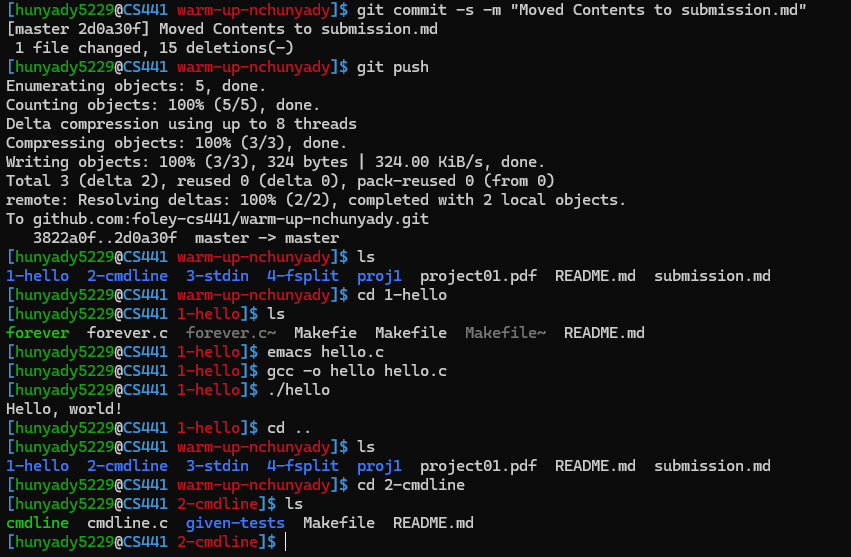 [hunyady5229@CS441 warm-up-nchunyady]$ git commit -s -m "Moved Contents to submission.md"
[master 2d0a30f] Moved Contents to submission.md
 1 file changed, 15 deletions(-)
[hunyady5229@CS441 warm-up-nchunyady]$ git push
Enumerating objects: 5, done.
Counting objects: 100% (5/5), done.
Delta compression using up to 8 threads
Compressing objects: 100% (3/3), done.
Writing objects: 100% (3/3), 324 bytes | 324.00 KiB/s, done.
Total 3 (delta 2), reused 0 (delta 0), pack-reused 0 (from 0)
remote: Resolving deltas: 100% (2/2), completed with 2 local objects.
To github.com:foley-cs441/warm-up-nchunyady.git
   3822a0f..2d0a30f  master -> master
[hunyady5229@CS441 warm-up-nchunyady]$ ls
1-hello  2-cmdline  3-stdin  4-fsplit  proj1  project01.pdf  README.md  submission.md
[hunyady5229@CS441 warm-up-nchunyady]$ cd 1-hello
[hunyady5229@CS441 1-hello]$ ls
forever  forever.c  forever.c~  Makefie  Makefile  Makefile~  README.md
[hunyady5229@CS441 1-hello]$ emacs hello.c
[hunyady5229@CS441 1-hello]$ gcc -o hello hello.c
[hunyady5229@CS441 1-hello]$ ./hello
Hello, world!
[hunyady5229@CS441 1-hello]$ cd ..
[hunyady5229@CS441 warm-up-nchunyady]$ ls
1-hello  2-cmdline  3-stdin  4-fsplit  proj1  project01.pdf  README.md  submission.md
[hunyady5229@CS441 warm-up-nchunyady]$ cd 2-cmdline
[hunyady5229@CS441 2-cmdline]$ ls
cmdline  cmdline.c  given-tests  Makefile  README.md
[hunyady5229@CS441 2-cmdline]$